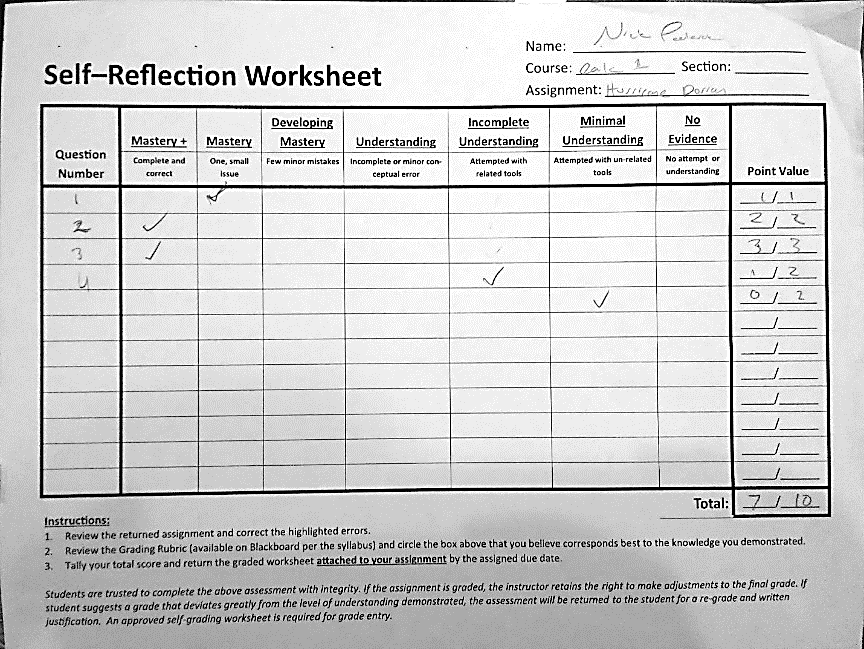 Name: Nick
Course: Calc 1 Section:
Self–Reflection Worksheet
Assignment: Hurricane Dorian
Question Number
Mastery +
Complete and correct
Mastery
One, small issue
Developing Mastery
Few minor mistakes
Understanding
Incomplete or minor conceptual error
Incomplete Understanding
Attempted with related tools
Minimal Understanding
Attempted with un-related tools
No Evidence
No attempt or understanding
Point Value
1 ✓ 1 / 1
2 ✓ 2 / 2
3 ✓ 3 / 3
4 ✓ 1 / 2
✓ 0 / 2
/
/
/
/
/
/
/
Total: 7 / 10
Instructions:
1. Review the returned assignment and correct the highlighted errors.
2. Review the Grading Rubric (available on Blackboard per the syllabus) and circle the box above that you believe corresponds best to the knowledge you demonstrated.
3. Tally your total score and return the graded worksheet attached to your assignment by the assigned due date.
Students are trusted to complete the above assessment with integrity. If the assignment is graded, the instructor retains the right to make adjustments to the final grade. If
student suggests a grade that deviates greatly from the level of understanding demonstrated, the assessment will be returned to the student for a re-grade and written
justification. An approved self-grading worksheet is required for grade entry.